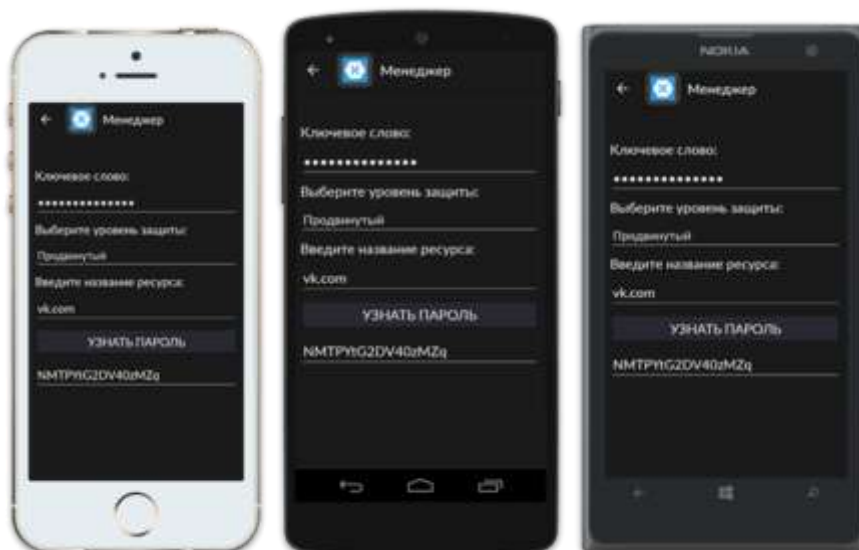 Менеджер
Ключевое слово:
••••••••••••••
Выберите уровень защиты:
Продвинутый
Введите название ресурса:
vk.com
УЗНАТЬ ПАРОЛЬ
NMTPYtG2DV40zMZq
Менеджер
Ключевое слово:
••••••••••••••
Выберите уровень защиты:
Продвинутый
Введите название ресурса:
vk.com
УЗНАТЬ ПАРОЛЬ
NMTPYtG2DV40zMZq
NOKIA
Менеджер
Ключевое слово:
••••••••••••••
Выберите уровень защиты:
Продвинутый
Введите название ресурса:
vk.com
УЗНАТЬ ПАРОЛЬ
NMTPYtG2DV40zMZq